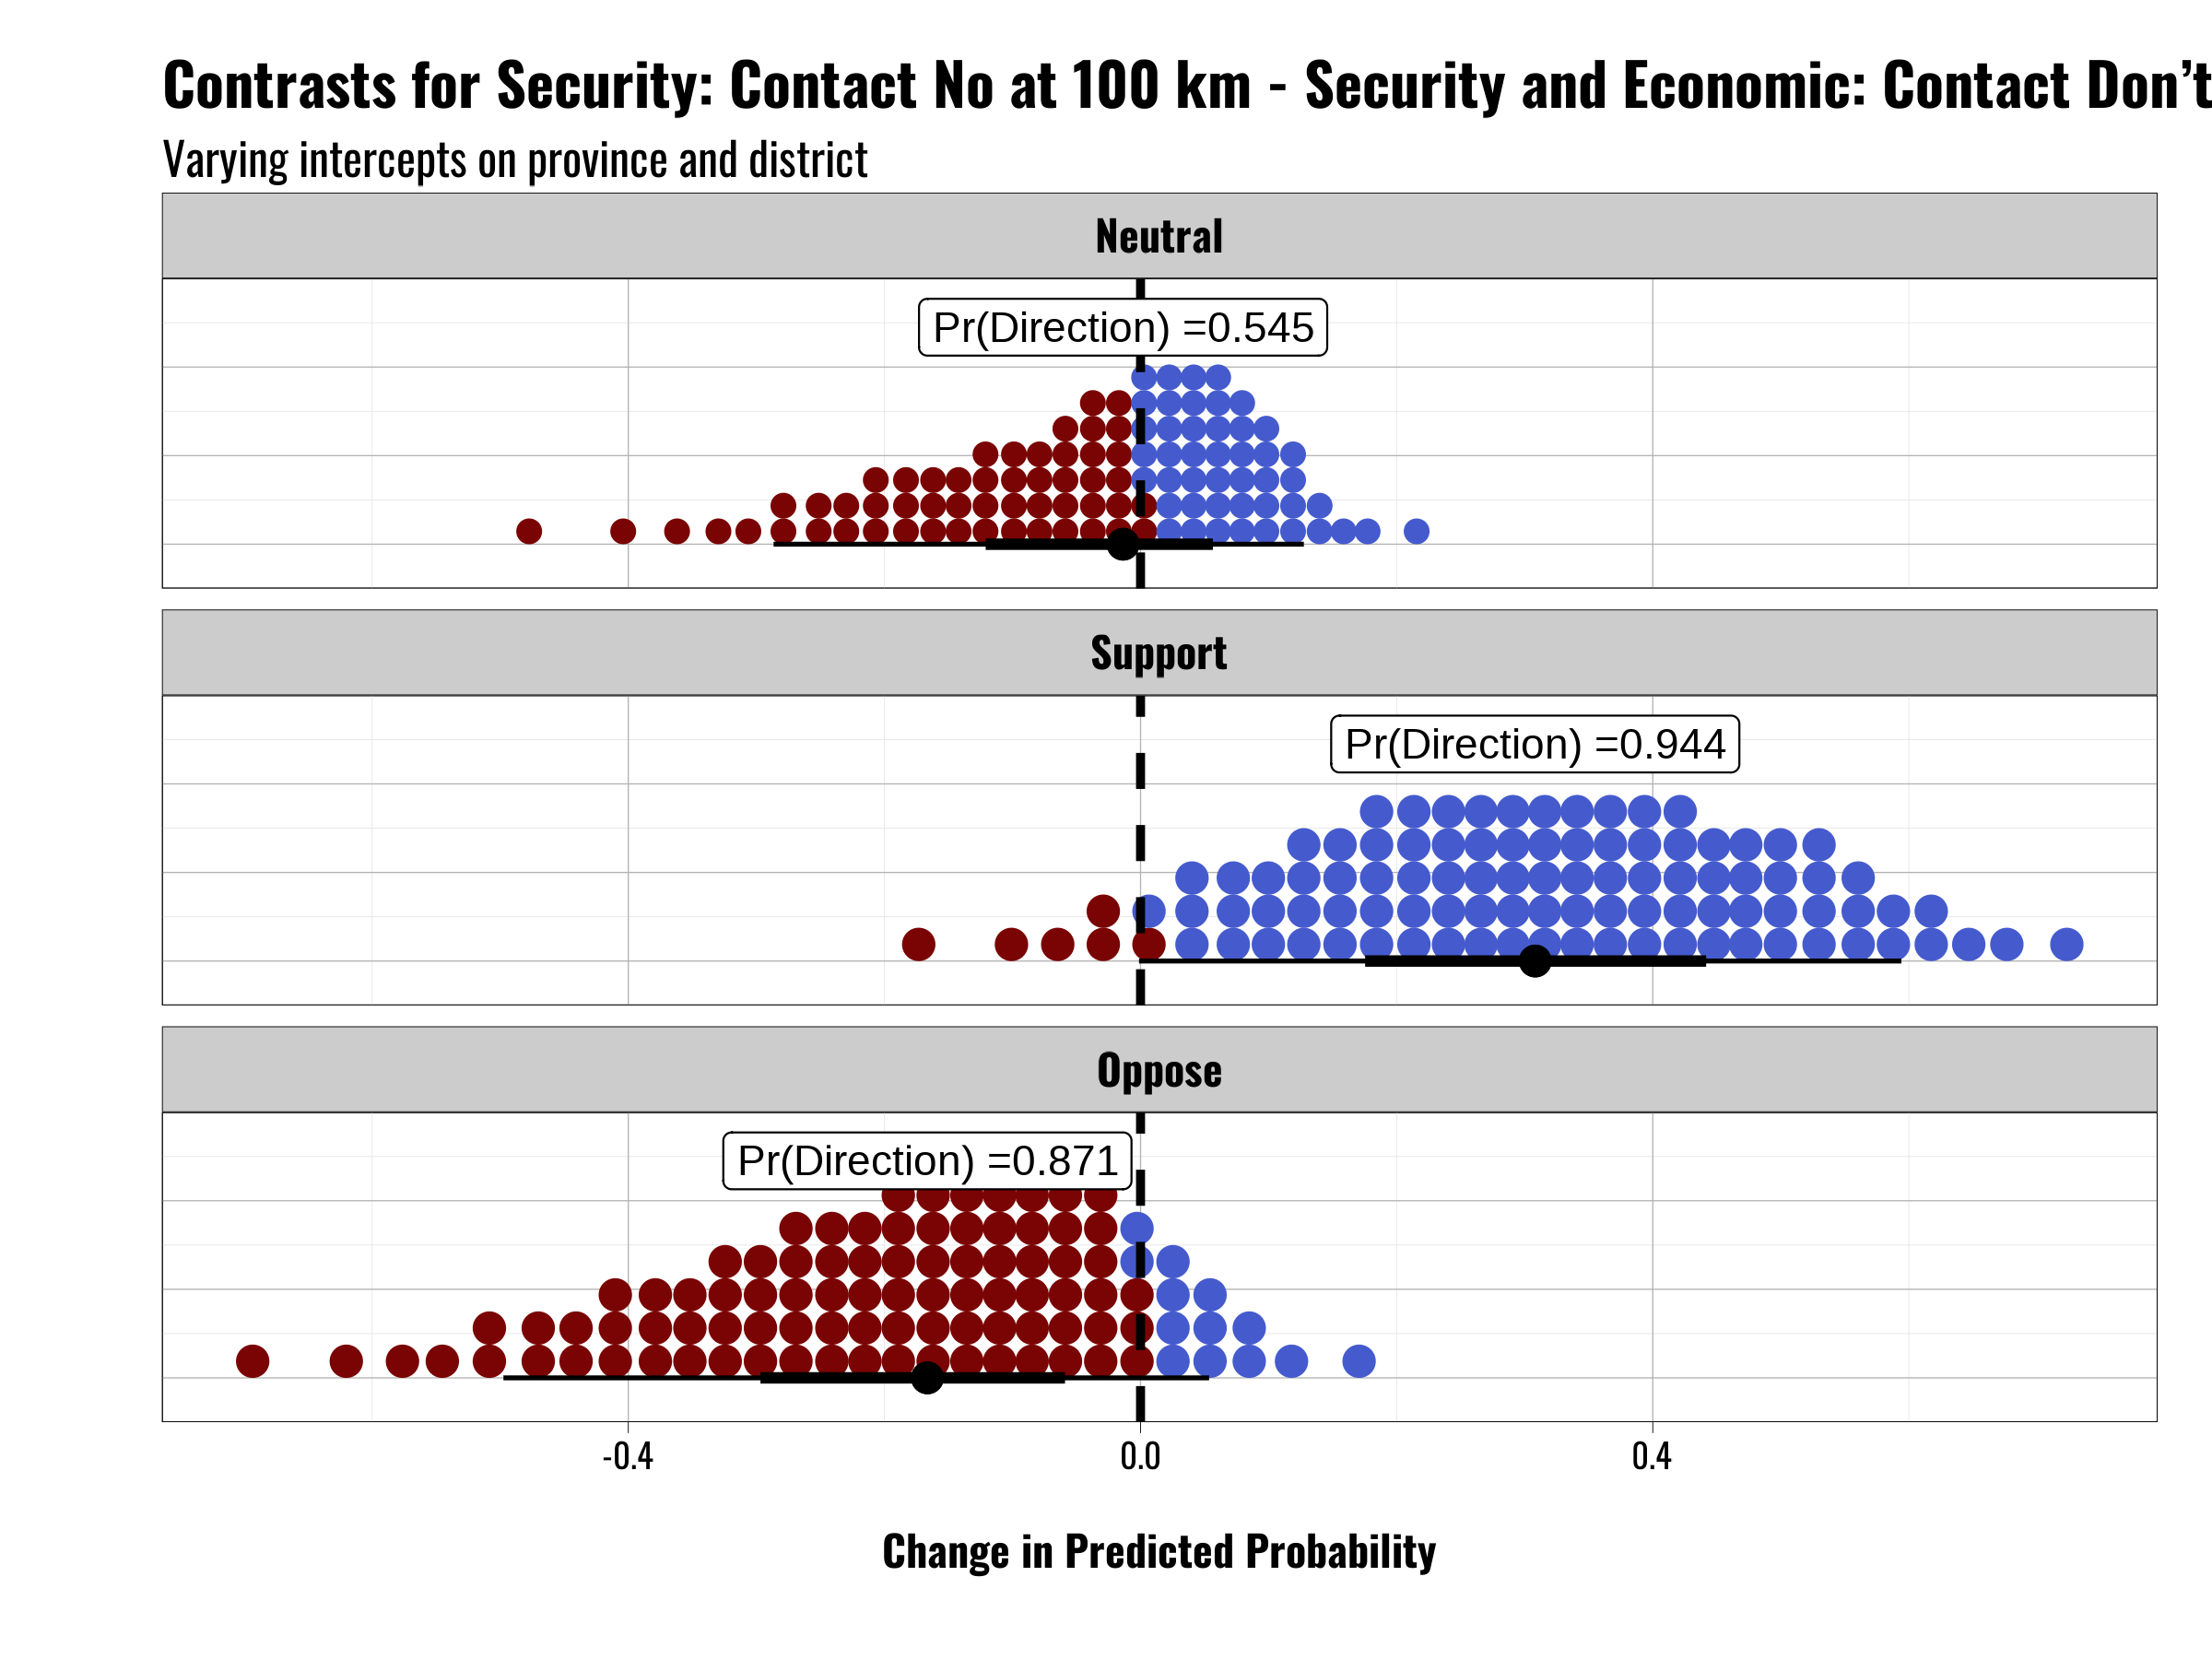 Contrasts for Security: Contact No at 100 km - Security and Economic: Contact Don’t
Varying intercepts on province and district
Neutral
Pr(Direction) =0.545
Support
Pr(Direction) =0.944
Oppose
Pr(Direction) =0.871
-0.4 0.0 0.4
Change in Predicted Probability